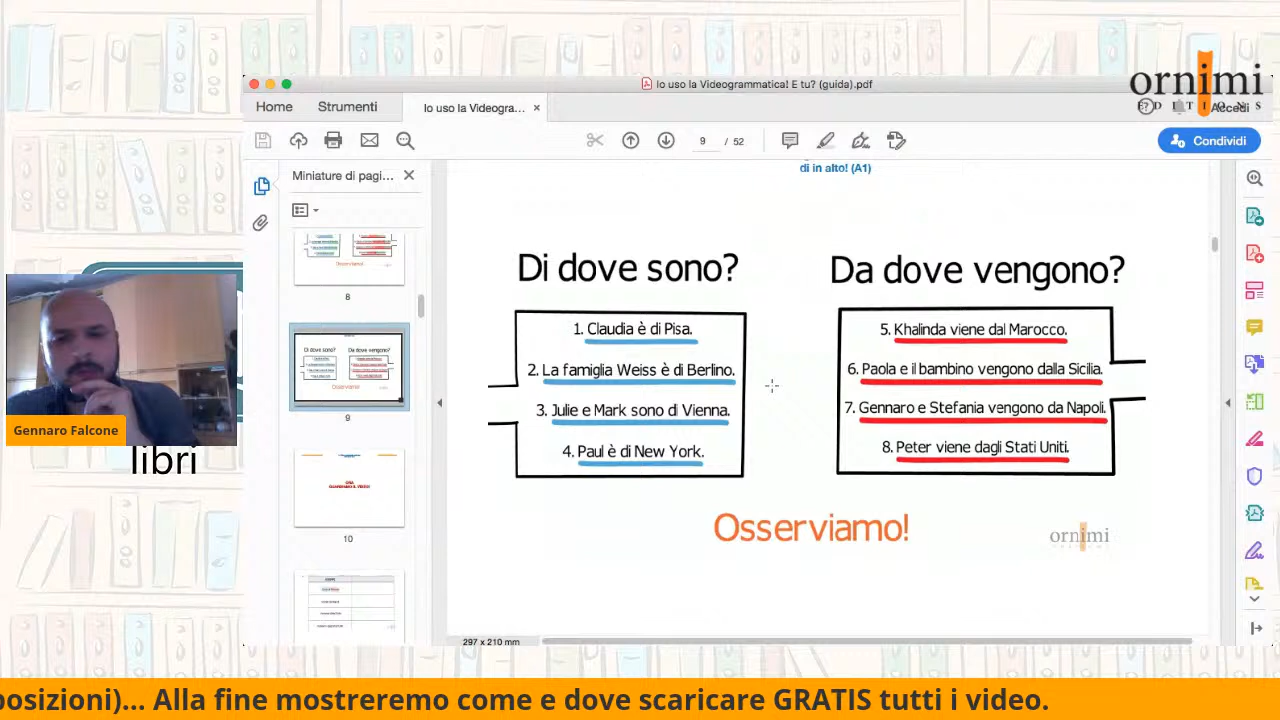 Io uso la Videogrammatica! E tu? (guida).pdf
ornimi
EDITIONS
Home
Strumenti
Io uso la Videogra...
Accedi
9 / 52
Condividi
Miniature di pagi...
di in alto! (A1)
Di dove sono?
1. Claudia è di Pisa.
2. La famiglia Weiss è di Berlino.
3. Julie e Mark sono di Vienna.
4. Paul è di New York.
Da dove vengono?
5. Khalinda viene dal Marocco.
6. Paola e il bambino vengono dalla Sicilia.
7. Gennaro e Stefania vengono da Napoli.
8. Peter viene dagli Stati Uniti.
Osserviamo!
ornimi
8
9
10
297 x 210 mm
Gennaro Falcone
libri
posizioni)... Alla fine mostreremo come e dove scaricare GRATIS tutti i video.